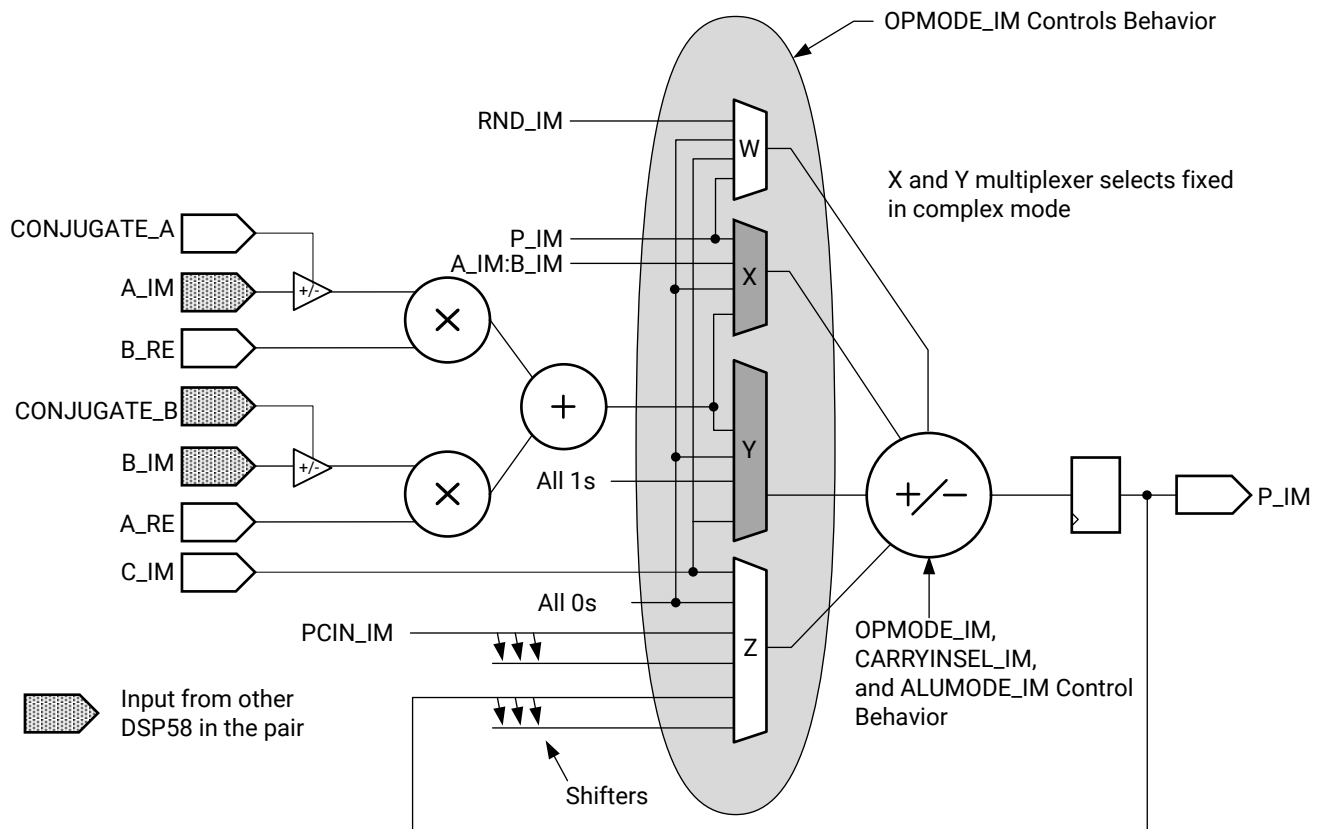 OPMODE_IM Controls Behavior
RND_IM
W
X and Y multiplexer selects fixed
in complex mode
CONJUGATE_A
P_IM
A_IM:B_IM
X
A_IM
+/-
B_RE
CONJUGATE_B
B_IM
+/-
Y
All 1s
A_RE
P_IM
C_IM
All 0s
PCIN_IM
Z
OPMODE_IM,
CARRYINSEL_IM,
and ALUMODE_IM Control
Behavior
Input from other
DSP58 in the pair
Shifters
×
×
+
+/−